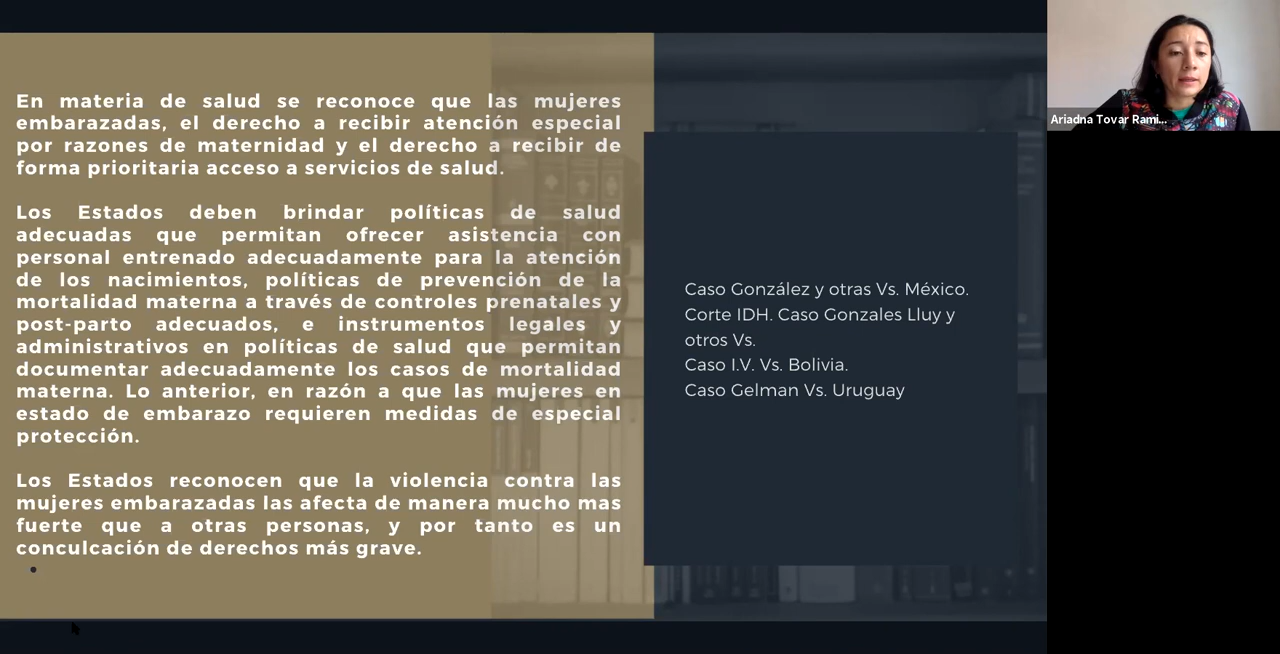 En materia de salud se reconoce que las mujeres
embarazadas, el derecho a recibir atención especial
por razones de maternidad y el derecho a recibir de
forma prioritaria acceso a servicios de salud.
Los Estados deben brindar políticas de salud
adecuadas que permitan ofrecer asistencia con
personal entrenado adecuadamente para la atención
de los nacimientos, políticas de prevención de la
mortalidad materna a través de controles prenatales y
post-parto adecuados, e instrumentos legales y
administrativos en políticas de salud que permitan
documentar adecuadamente los casos de mortalidad
materna. Lo anterior, en razón a que las mujeres en
estado de embarazo requieren medidas de especial
protección.
Los Estados reconocen que la violencia contra las
mujeres embarazadas las afecta de manera mucho mas
fuerte que a otras personas, y por tanto es un
conculcación de derechos más grave.
Caso González y otras Vs. México.
Corte IDH. Caso Gonzales Lluy y
otros Vs.
Caso I.V. Vs. Bolivia.
Caso Gelman Vs. Uruguay
Ariadna Tovar Rami...